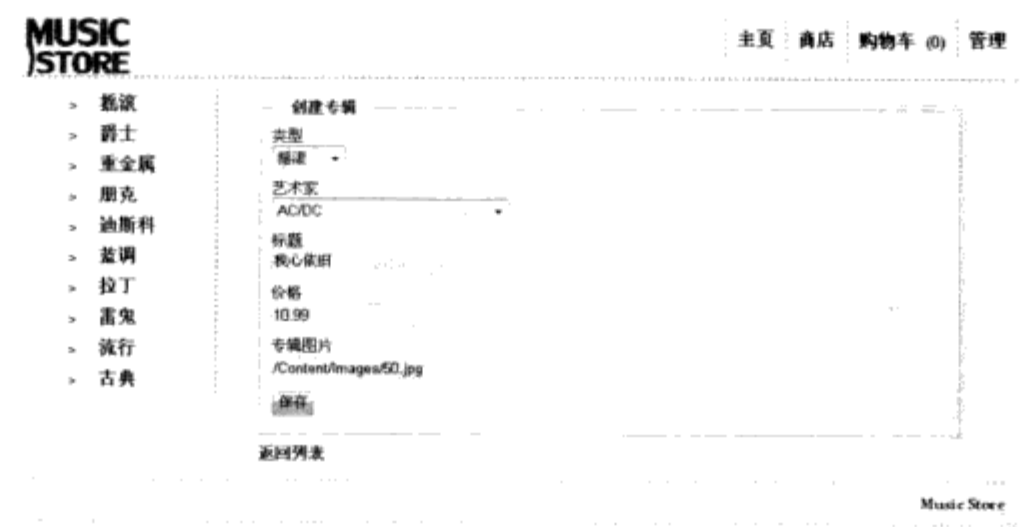 MUSIC
STORE
主页 商店 购物车 (0) 管理
> 摇滚
> 爵士
> 重金属
> 朋克
> 迪斯科
> 蓝调
> 拉丁
> 雷鬼
> 流行
> 古典
创建专辑
类型
摇滚
艺术家
AC/DC
标题
我心依旧
价格
10.99
专辑图片
/Content/Images/50.jpg
保存
返回列表
Music Store